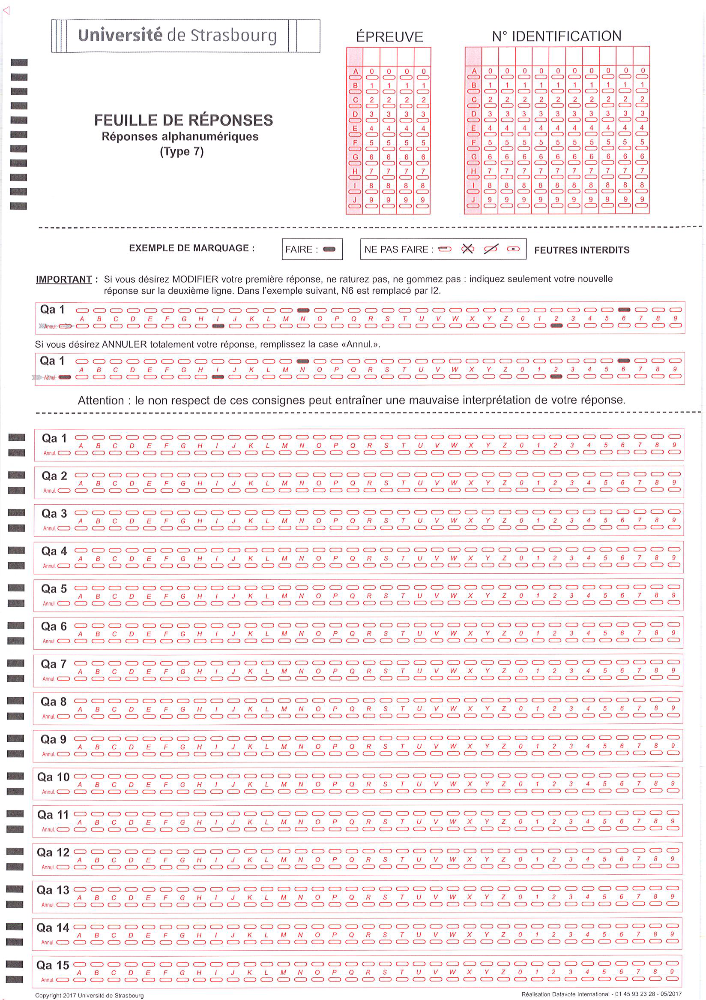 Université de Strasbourg
ÉPREUVE
N° IDENTIFICATION
A 0 0 0 0
B 1 1 1 1
C 2 2 2 2
D 3 3 3 3
E 4 4 4 4
F 5 5 5 5
G 6 6 6 6
H 7 7 7 7
I 8 8 8 8
J 9 9 9 9
A 0 0 0 0 0 0 0 0 0 0
B 1 1 1 1 1 1 1 1 1 1
C 2 2 2 2 2 2 2 2 2 2
D 3 3 3 3 3 3 3 3 3 3
E 4 4 4 4 4 4 4 4 4 4
F 5 5 5 5 5 5 5 5 5 5
G 6 6 6 6 6 6 6 6 6 6
H 7 7 7 7 7 7 7 7 7 7
I 8 8 8 8 8 8 8 8 8 8
J 9 9 9 9 9 9 9 9 9 9
FEUILLE DE RÉPONSES
Réponses alphanumériques
(Type 7)
EXEMPLE DE MARQUAGE : FAIRE : NE PAS FAIRE : FEUTRES INTERDITS
IMPORTANT : Si vous désirez MODIFIER votre première réponse, ne raturez pas, ne gommez pas : indiquez seulement votre nouvelle
réponse sur la deuxième ligne. Dans l'exemple suivant, N6 est remplacé par I2.
Qa 1
A B C D E F G H I J K L M N O P Q R S T U V W X Y Z 0 1 2 3 4 5 6 7 8 9
Annul.
Si vous désirez ANNULER totalement votre réponse, remplissez la case «Annul.».
Qa 1
A B C D E F G H I J K L M N O P Q R S T U V W X Y Z 0 1 2 3 4 5 6 7 8 9
Annul.
Attention : le non respect de ces consignes peut entraîner une mauvaise interprétation de votre réponse.
Qa 1
A B C D E F G H I J K L M N O P Q R S T U V W X Y Z 0 1 2 3 4 5 6 7 8 9
Annul.
Qa 2
A B C D E F G H I J K L M N O P Q R S T U V W X Y Z 0 1 2 3 4 5 6 7 8 9
Annul.
Qa 3
A B C D E F G H I J K L M N O P Q R S T U V W X Y Z 0 1 2 3 4 5 6 7 8 9
Annul.
Qa 4
A B C D E F G H I J K L M N O P Q R S T U V W X Y Z 0 1 2 3 4 5 6 7 8 9
Annul.
Qa 5
A B C D E F G H I J K L M N O P Q R S T U V W X Y Z 0 1 2 3 4 5 6 7 8 9
Annul.
Qa 6
A B C D E F G H I J K L M N O P Q R S T U V W X Y Z 0 1 2 3 4 5 6 7 8 9
Annul.
Qa 7
A B C D E F G H I J K L M N O P Q R S T U V W X Y Z 0 1 2 3 4 5 6 7 8 9
Annul.
Qa 8
A B C D E F G H I J K L M N O P Q R S T U V W X Y Z 0 1 2 3 4 5 6 7 8 9
Annul.
Qa 9
A B C D E F G H I J K L M N O P Q R S T U V W X Y Z 0 1 2 3 4 5 6 7 8 9
Annul.
Qa 10
A B C D E F G H I J K L M N O P Q R S T U V W X Y Z 0 1 2 3 4 5 6 7 8 9
Annul.
Qa 11
A B C D E F G H I J K L M N O P Q R S T U V W X Y Z 0 1 2 3 4 5 6 7 8 9
Annul.
Qa 12
A B C D E F G H I J K L M N O P Q R S T U V W X Y Z 0 1 2 3 4 5 6 7 8 9
Annul.
Qa 13
A B C D E F G H I J K L M N O P Q R S T U V W X Y Z 0 1 2 3 4 5 6 7 8 9
Annul.
Qa 14
A B C D E F G H I J K L M N O P Q R S T U V W X Y Z 0 1 2 3 4 5 6 7 8 9
Annul.
Qa 15
A B C D E F G H I J K L M N O P Q R S T U V W X Y Z 0 1 2 3 4 5 6 7 8 9
Annul.
Copyright 2017 Université de Strasbourg
Réalisation Datavote International - 01 45 93 23 28 - 05/2017